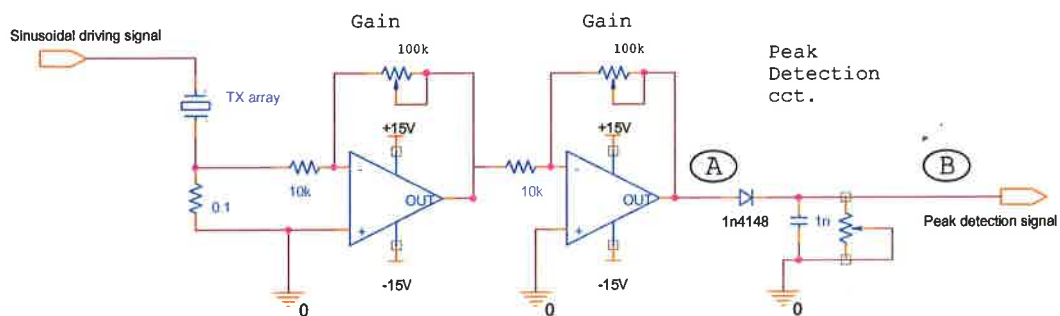 Gain
Gain
Sinusoidal driving signal
100k
100k
Peak
Detection
cct.
TX array
+15V
+15V
A
B
-
-
10k
10k
OUT
OUT
0.1
1n4148
1n
Peak detection signal
+
+
-15V
-15V
0
0
0